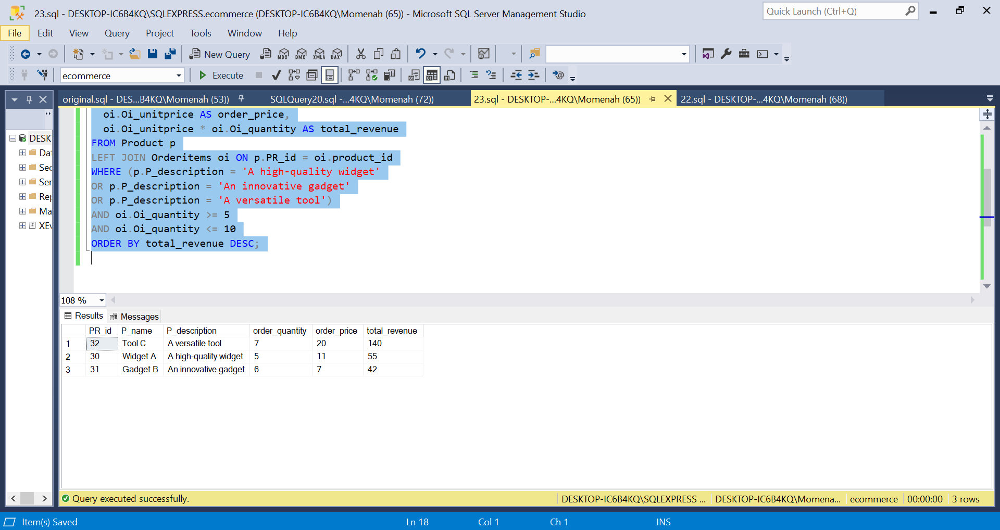 23.sql - DESKTOP-IC6B4KQ\SQLEXPRESS.ecommerce (DESKTOP-IC6B4KQ\Momenah (65)) - Microsoft SQL Server Management Studio
Quick Launch (Ctrl+Q)
File Edit View Query Project Tools Window Help
New Query MDX DMX XMLA DAX
ecommerce Execute
original.sql - DES...B4KQ\Momenah (53)) SQLQuery20.sql -...4KQ\Momenah (72)) 23.sql - DESKTOP-...4KQ\Momenah (65)) 22.sql - DESKTOP-...4KQ\Momenah (68))
DESK
Dat
Sec
Ser
Rep
Ma
XEv
oi.Oi_unitprice AS order_price,
oi.Oi_unitprice * oi.Oi_quantity AS total_revenue
FROM Product p
LEFT JOIN Orderitems oi ON p.PR_id = oi.product_id
WHERE (p.P_description = 'A high-quality widget'
OR p.P_description = 'An innovative gadget'
OR p.P_description = 'A versatile tool')
AND oi.Oi_quantity >= 5
AND oi.Oi_quantity <= 10
ORDER BY total_revenue DESC;
108 %
Results Messages
PR_id P_name P_description order_quantity order_price total_revenue
1 32 Tool C A versatile tool 7 20 140
2 30 Widget A A high-quality widget 5 11 55
3 31 Gadget B An innovative gadget 6 7 42
Query executed successfully. DESKTOP-IC6B4KQ\SQLEXPRESS ... DESKTOP-IC6B4KQ\Momena... ecommerce 00:00:00 3 rows
Item(s) Saved Ln 18 Col 1 Ch 1 INS